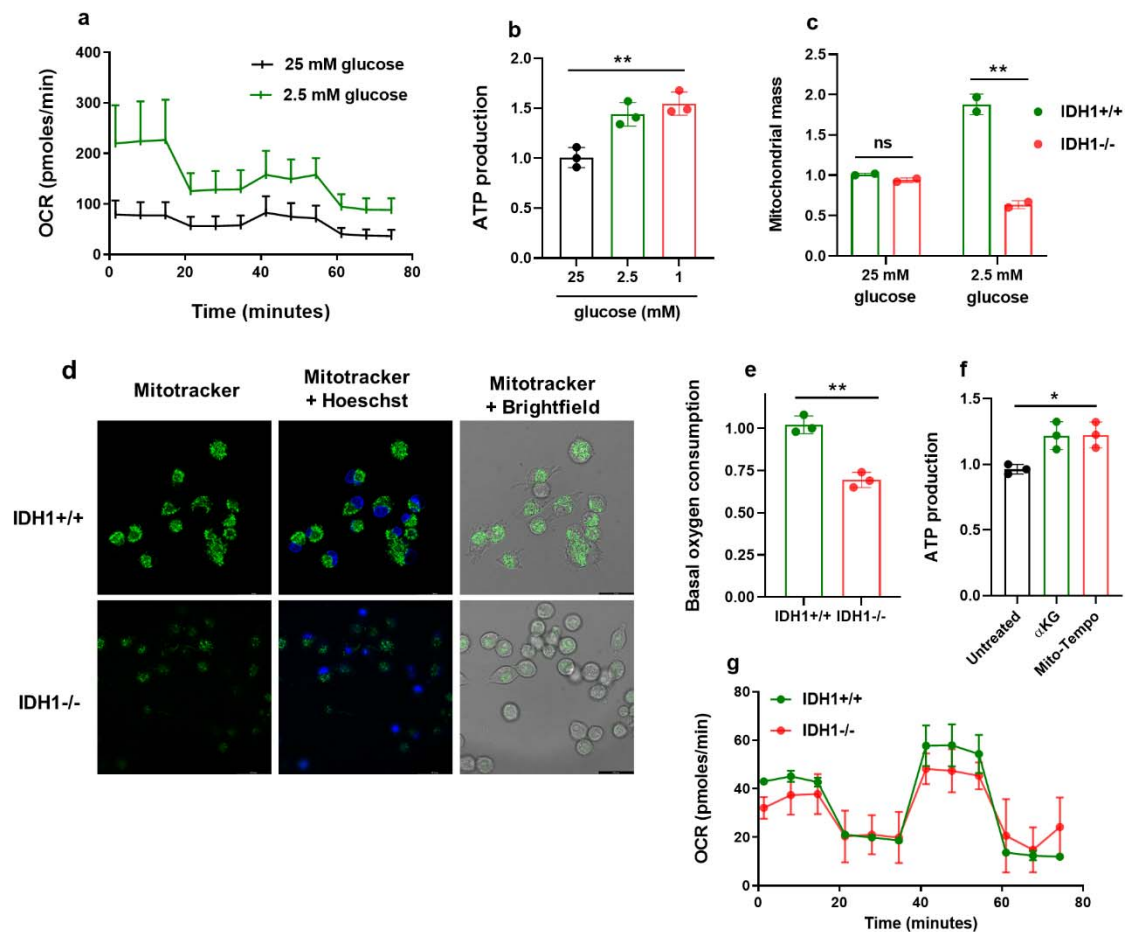 a
400
300
200
100
0
OCR (pmoles/min)
25 mM glucose
2.5 mM glucose
0 20 40 60 80
Time (minutes)
b
2.0
1.5
1.0
0.5
0.0
ATP production
**
25 2.5 1
glucose (mM)
c
2.5
2.0
1.5
1.0
0.5
0.0
Mitochondrial mass
ns
**
IDH1+/+
IDH1-/-
25 mM
glucose
2.5 mM
glucose
d
Mitotracker
Mitotracker
+ Hoeschst
Mitotracker
+ Brightfield
IDH1+/+
IDH1-/-
e
1.00
0.75
0.50
0.25
0.00
Basal oxygen consumption
**
IDH1+/+ IDH1-/-
f
1.5
1.0
0.5
0.0
ATP production
*
Untreated
αKG
Mito-Tempo
g
80
60
40
20
0
OCR (pmoles/min)
IDH1+/+
IDH1-/-
0 20 40 60 80
Time (minutes)